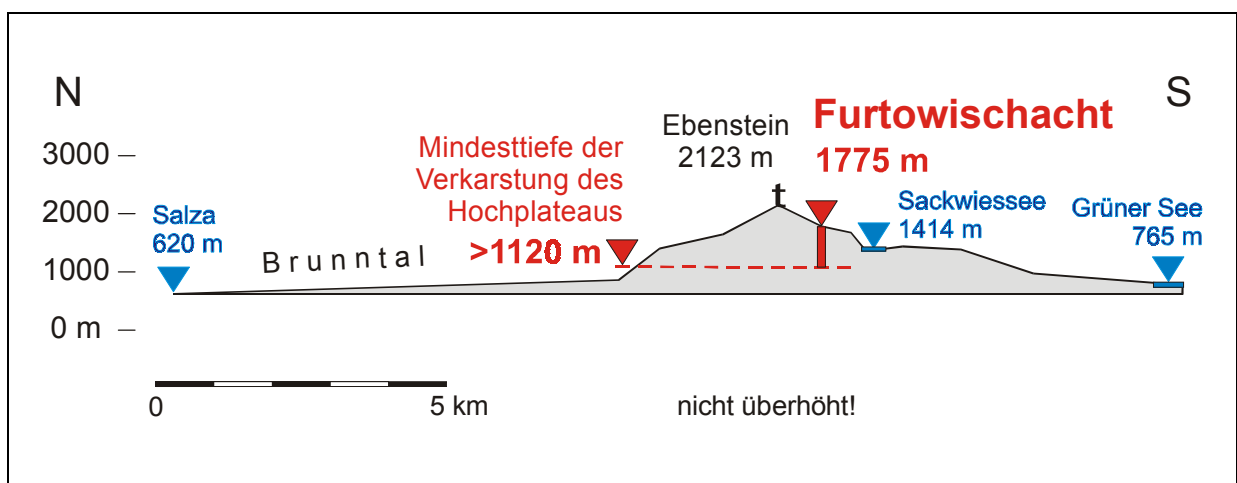 N
S
3000 –
2000 –
1000 –
0 m –
Salza
620 m
Brunntal
Mindesttiefe der
Verkarstung des
Hochplateaus
>1120 m
Ebenstein
2123 m
Furtowischacht
1775 m
Sackwiessee
1414 m
Grüner See
765 m
0 5 km
nicht überhöht!